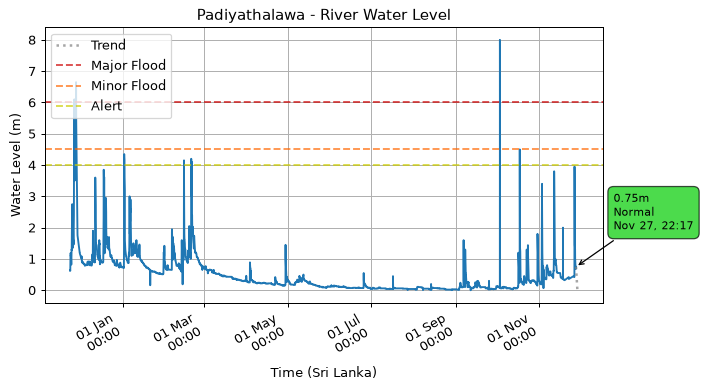 Padiyathalawa - River Water Level
Trend
Major Flood
Minor Flood
Alert
Water Level (m)
8
7
6
5
4
3
2
1
0
0.75m
Normal
Nov 27, 22:17
01 Jan
00:00
01 Mar
00:00
01 May
00:00
01 Jul
00:00
01 Sep
00:00
01 Nov
00:00
Time (Sri Lanka)